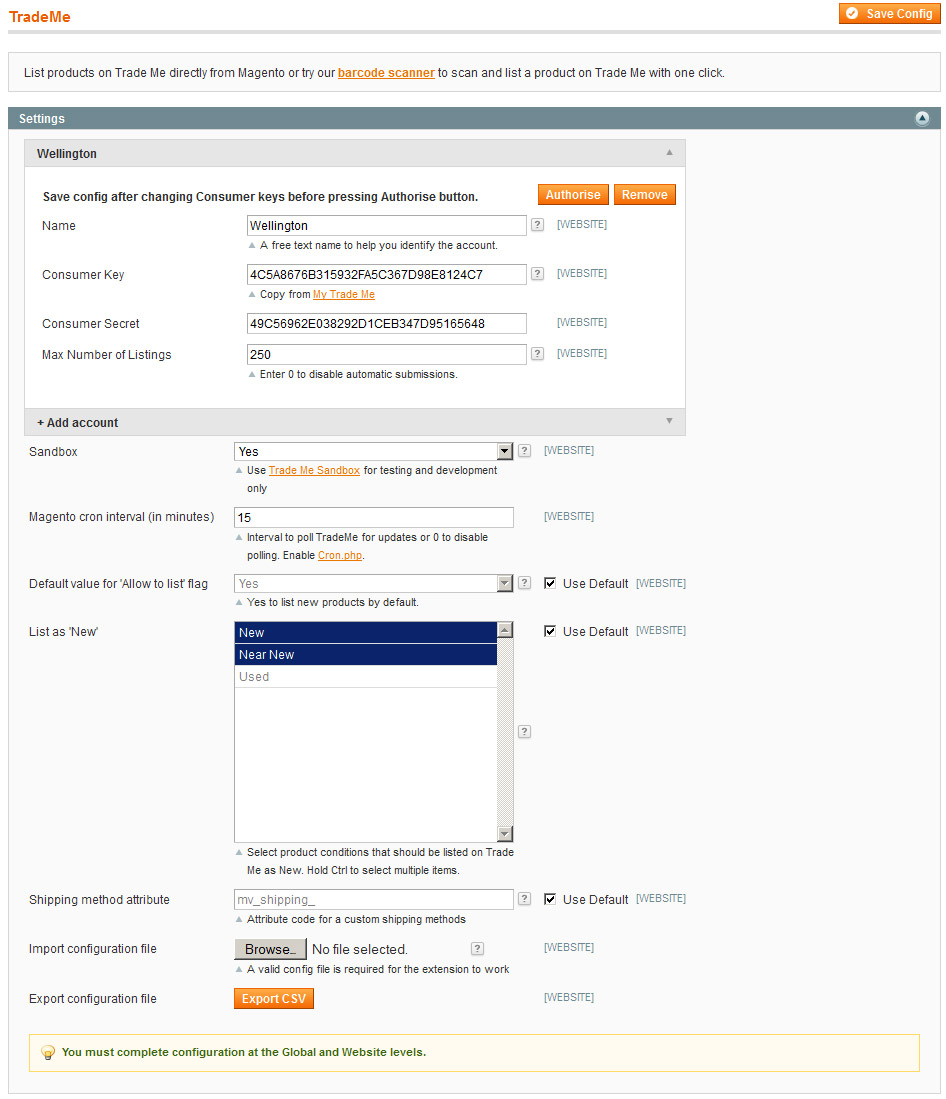 TradeMe
Save Config
List products on Trade Me directly from Magento or try our barcode scanner to scan and list a product on Trade Me with one click.
Settings
Wellington
Save config after changing Consumer keys before pressing Authorise button.
Authorise
Remove
Name
Wellington
?
[WEBSITE]
A free text name to help you identify the account.
Consumer Key
4C5A8676B315932FA5C367D98E8124C7
?
[WEBSITE]
Copy from My Trade Me
Consumer Secret
49C56962E038292D1CEB347D95165648
[WEBSITE]
Max Number of Listings
250
?
[WEBSITE]
Enter 0 to disable automatic submissions.
+ Add account
Sandbox
Yes
?
[WEBSITE]
Use Trade Me Sandbox for testing and development
only
Magento cron interval (in minutes)
15
[WEBSITE]
Interval to poll TradeMe for updates or 0 to disable
polling. Enable Cron.php.
Default value for 'Allow to list' flag
Yes
?
Use Default
[WEBSITE]
Yes to list new products by default.
List as 'New'
New
Near New
Used
?
Use Default
[WEBSITE]
Select product conditions that should be listed on Trade
Me as New. Hold Ctrl to select multiple items.
Shipping method attribute
mv_shipping_
?
Use Default
[WEBSITE]
Attribute code for a custom shipping methods
Import configuration file
Browse...
No file selected.
?
[WEBSITE]
A valid config file is required for the extension to work
Export configuration file
Export CSV
[WEBSITE]
You must complete configuration at the Global and Website levels.